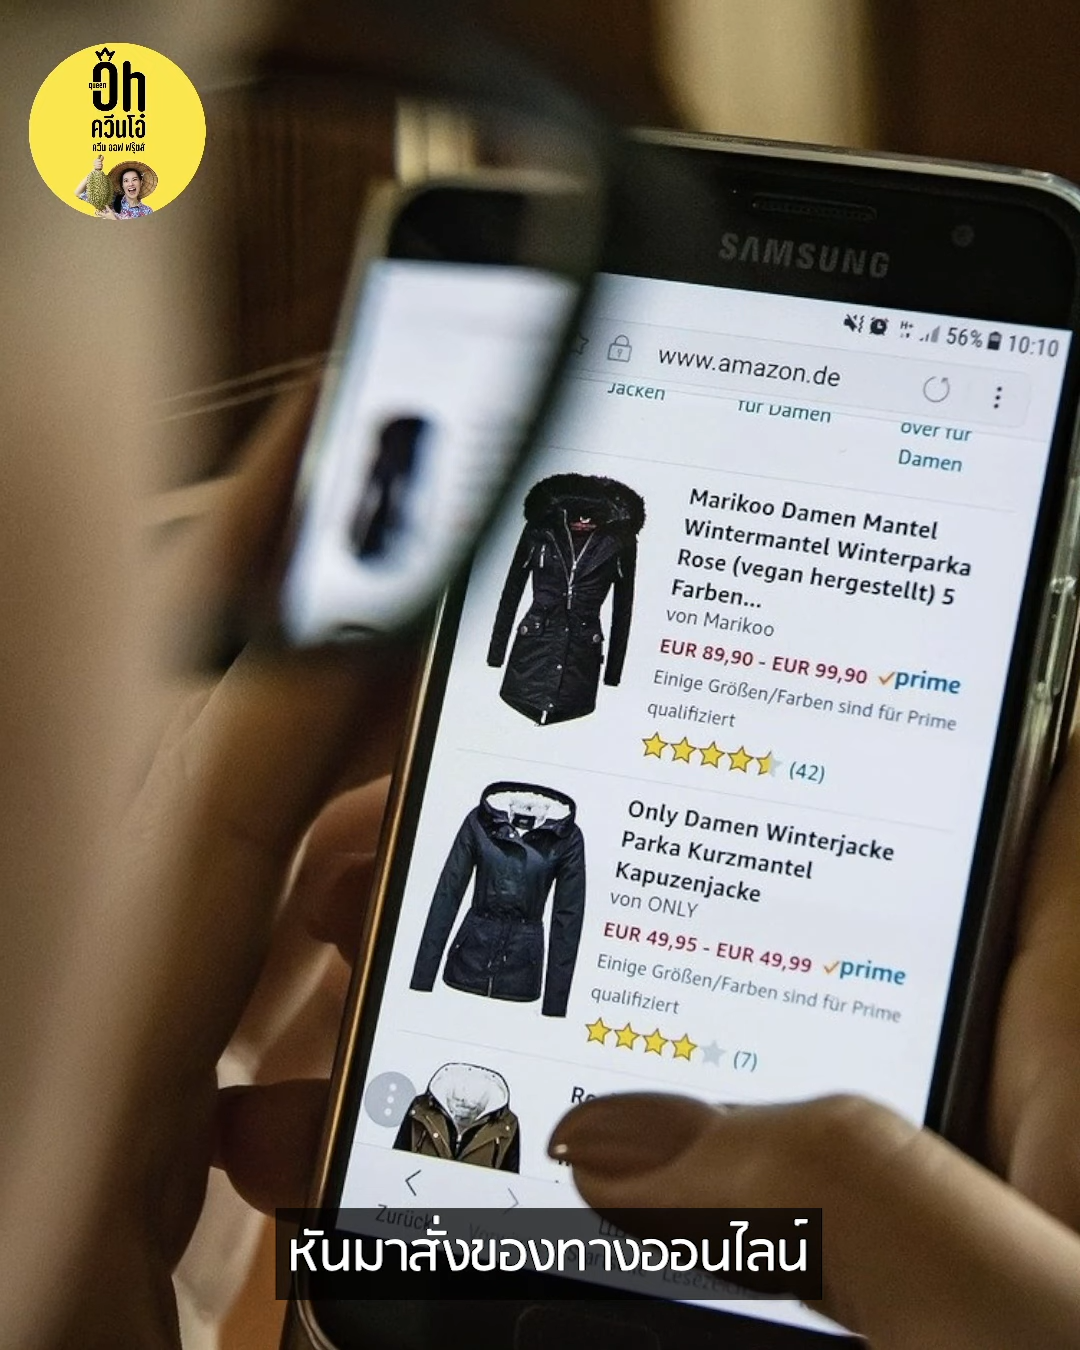 queen
อ๊ะ
ควีนโอ๋
ควีน ออฟ ฟรุ๊ตส์
SAMSUNG
56% 10:10
www.amazon.de
Jacken
für Damen
over für
Damen
Marikoo Damen Mantel
Wintermantel Winterparka
Rose (vegan hergestellt) 5
Farben...
von Marikoo
EUR 89,90 - EUR 99,90 prime
Einige Größen/Farben sind für Prime
qualifiziert
(42)
Only Damen Winterjacke
Parka Kurzmantel
Kapuzenjacke
von ONLY
EUR 49,95 - EUR 49,99 prime
Einige Größen/Farben sind für Prime
qualifiziert
(7)
Zurück
หันมาสั่งของทางออนไลน์